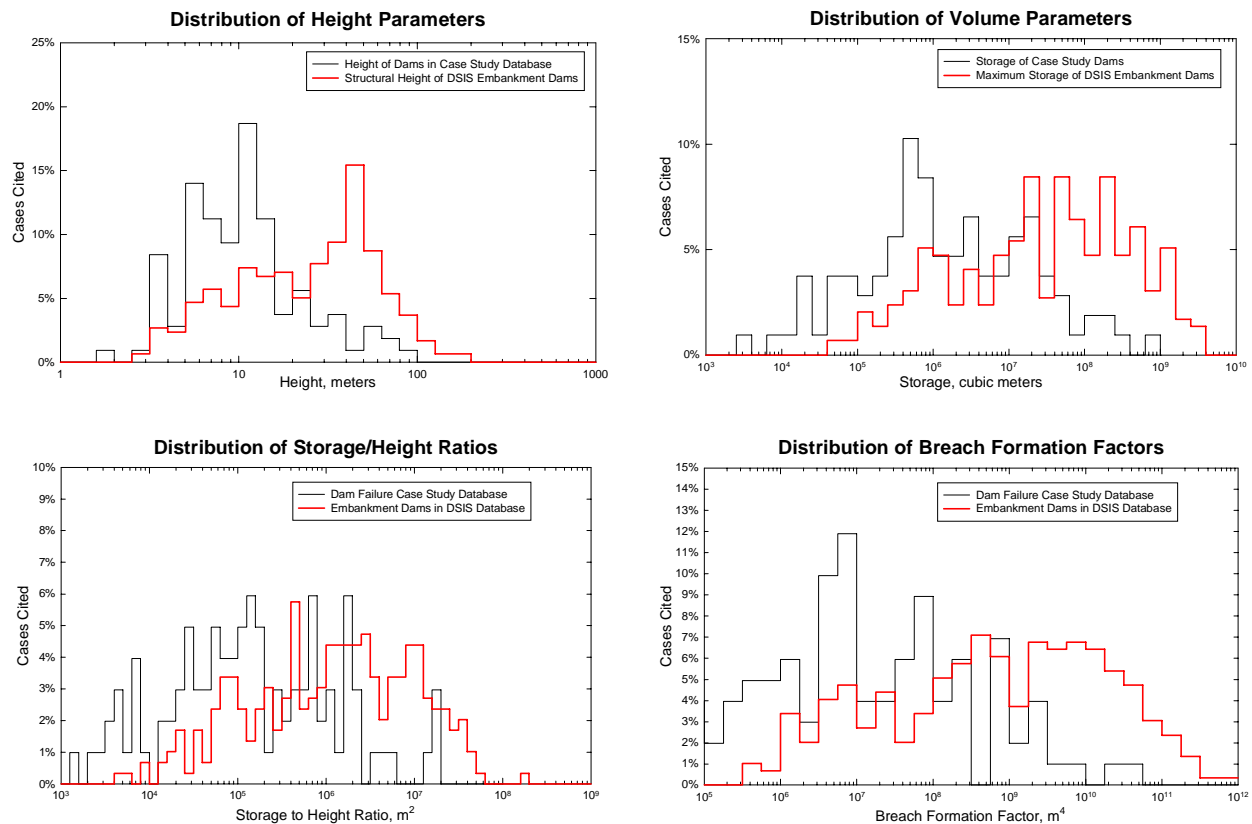 Distribution of Height Parameters
25%
20%
15%
10%
5%
0%
Cases Cited
Height of Dams in Case Study Database
Structural Height of DSIS Embankment Dams
1 10 100 1000
Height, meters
Distribution of Volume Parameters
15%
10%
5%
0%
Cases Cited
Storage of Case Study Dams
Maximum Storage of DSIS Embankment Dams
10³ 10⁴ 10⁵ 10⁶ 10⁷ 10⁸ 10⁹ 10¹⁰
Storage, cubic meters
Distribution of Storage/Height Ratios
10%
9%
8%
7%
6%
5%
4%
3%
2%
1%
0%
Cases Cited
Dam Failure Case Study Database
Embankment Dams in DSIS Database
10³ 10⁴ 10⁵ 10⁶ 10⁷ 10⁸ 10⁹
Storage to Height Ratio, m²
Distribution of Breach Formation Factors
15%
14%
13%
12%
11%
10%
9%
8%
7%
6%
5%
4%
3%
2%
1%
0%
Cases Cited
Dam Failure Case Study Database
Embankment Dams in DSIS Database
10⁵ 10⁶ 10⁷ 10⁸ 10⁹ 10¹⁰ 10¹¹ 10¹²
Breach Formation Factor, m⁴